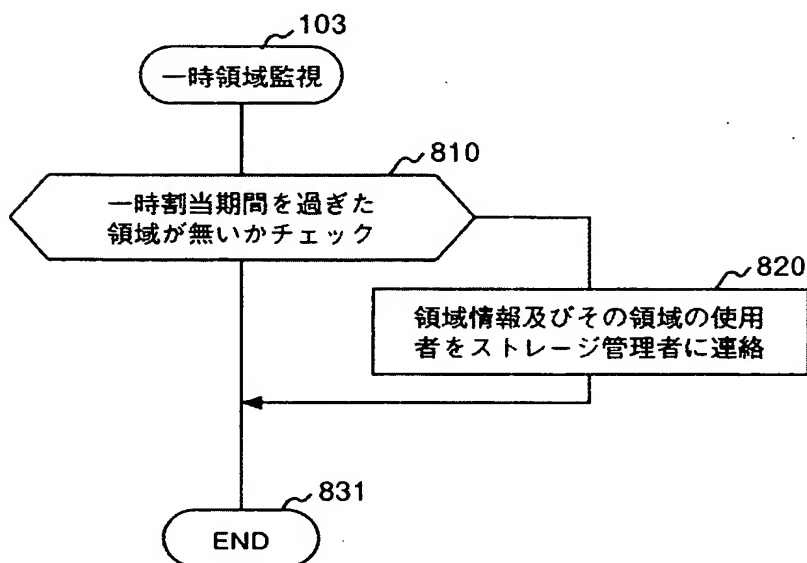 103
一時領域監視
810
一時割当期間を過ぎた
領域が無いかチェック
820
領域情報及びその領域の使用
者をストレージ管理者に連絡
831
END